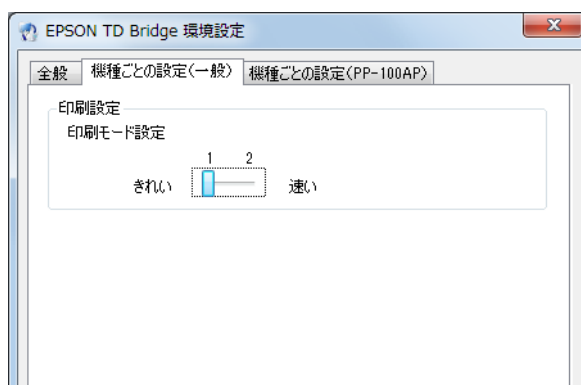 EPSON TD Bridge 環境設定
全般 機種ごとの設定(一般) 機種ごとの設定(PP-100AP)
印刷設定
印刷モード設定
1 2
きれい 速い